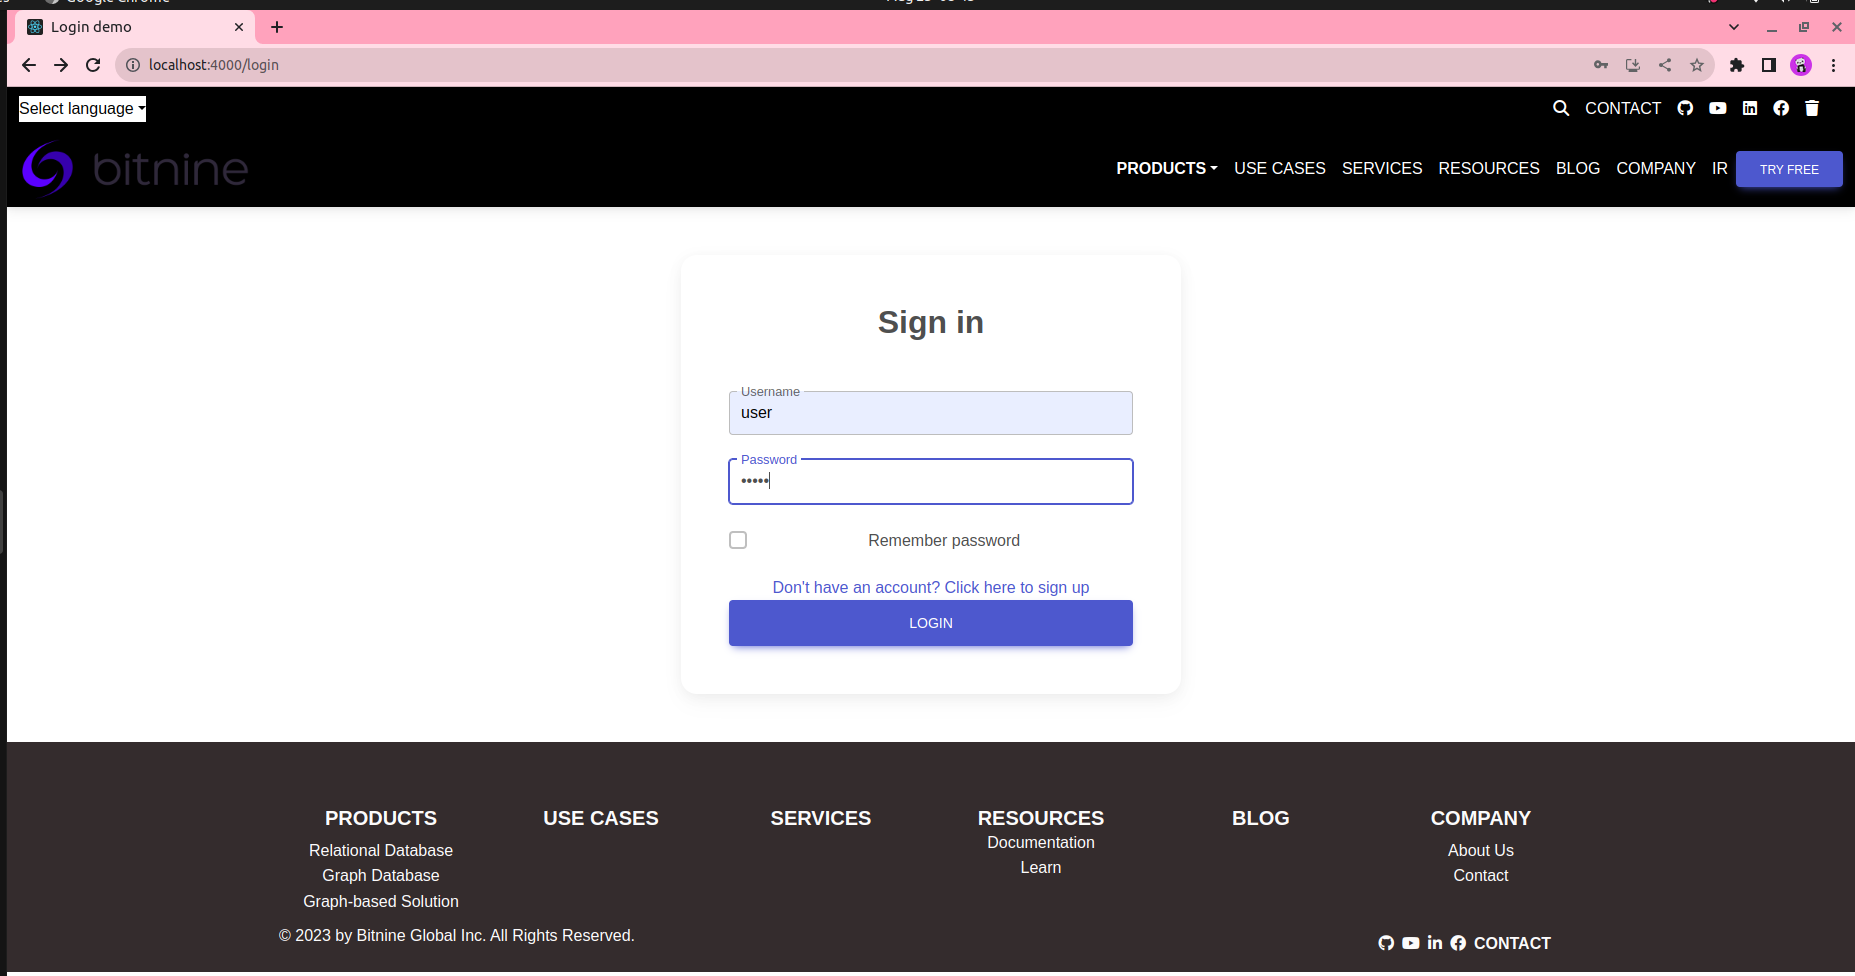 Login demo
localhost:4000/login
Select language
CONTACT
bitnine
PRODUCTS USE CASES SERVICES RESOURCES BLOG COMPANY IR TRY FREE
Sign in
Username
user
Password
•••••
Remember password
Don't have an account? Click here to sign up
LOGIN
PRODUCTS USE CASES SERVICES RESOURCES BLOG COMPANY
Documentation
Relational Database About Us
Learn
Graph Database Contact
Graph-based Solution
© 2023 by Bitnine Global Inc. All Rights Reserved.
CONTACT